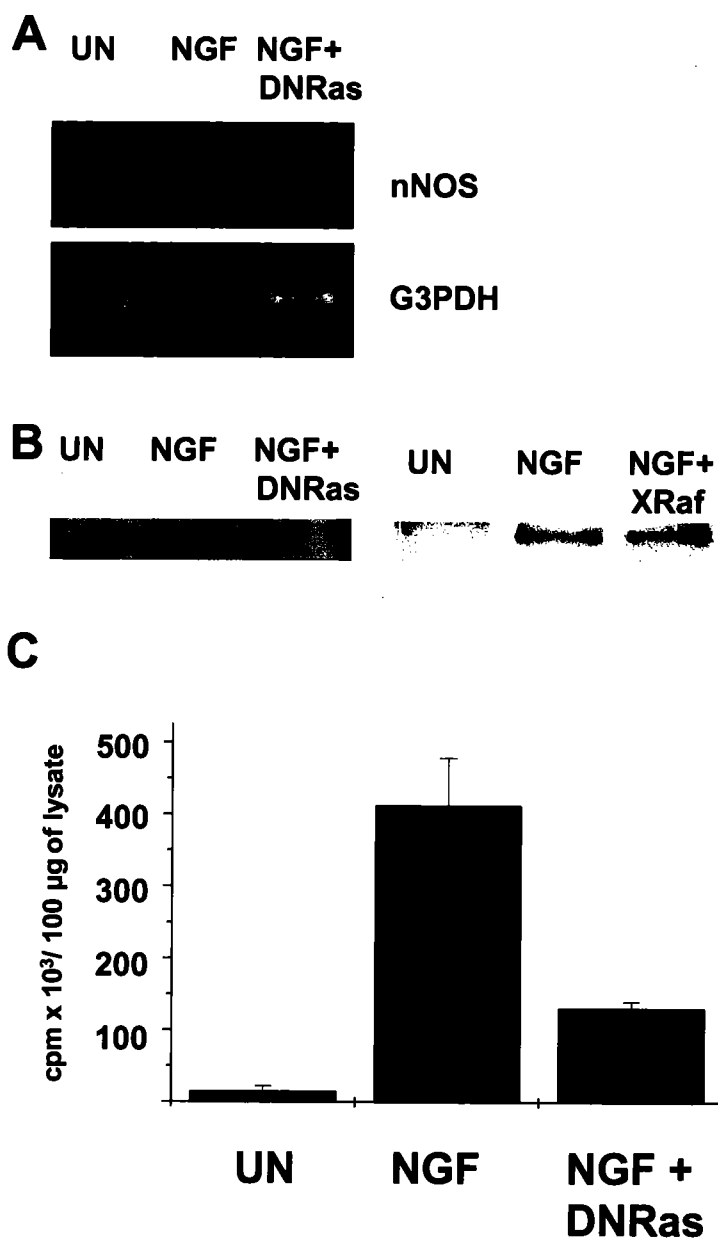 A
UN NGF NGF+
DNRas
nNOS
G3PDH
B
UN NGF NGF+
DNRas
UN NGF NGF+
XRaf
C
cpm x 10³/ 100 µg of lysate
500
400
300
200
100
UN NGF NGF +
DNRas